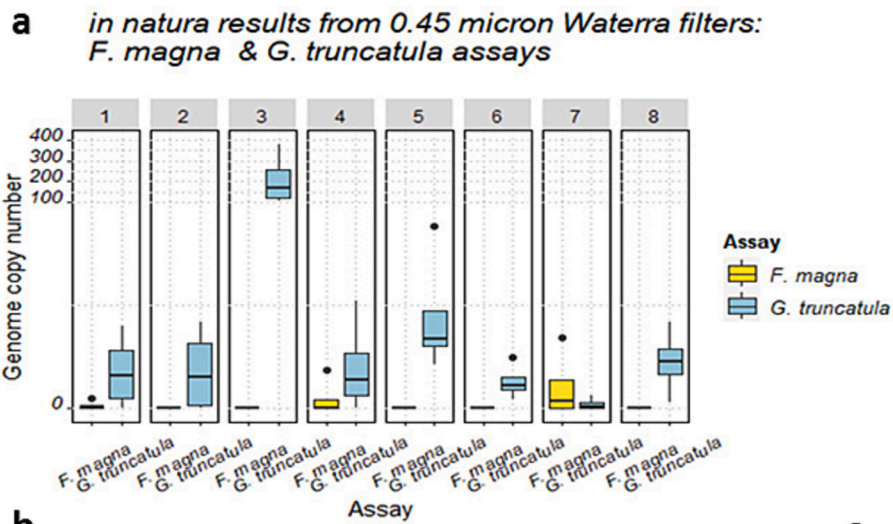 a
in natura results from 0.45 micron Waterra filters:
F. magna & G. truncatula assays
1 2 3 4 5 6 7 8
400
300
200
100
0
Genome copy number
F. magna G. truncatula F. magna G. truncatula F. magna G. truncatula F. magna G. truncatula F. magna G. truncatula F. magna G. truncatula F. magna G. truncatula F. magna G. truncatula
Assay
Assay
F. magna
G. truncatula